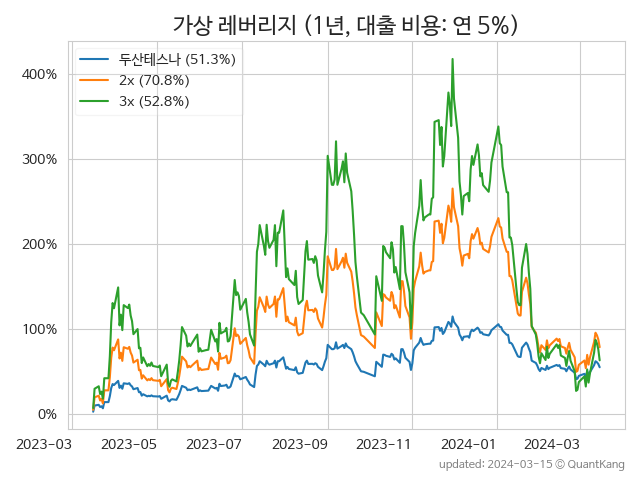 가상 레버리지 (1년, 대출 비용: 연 5%)
두산테스나 (51.3%)
2x (70.8%)
3x (52.8%)
400%
300%
200%
100%
0%
2023-03 2023-05 2023-07 2023-09 2023-11 2024-01 2024-03
updated: 2024-03-15 © QuantKang